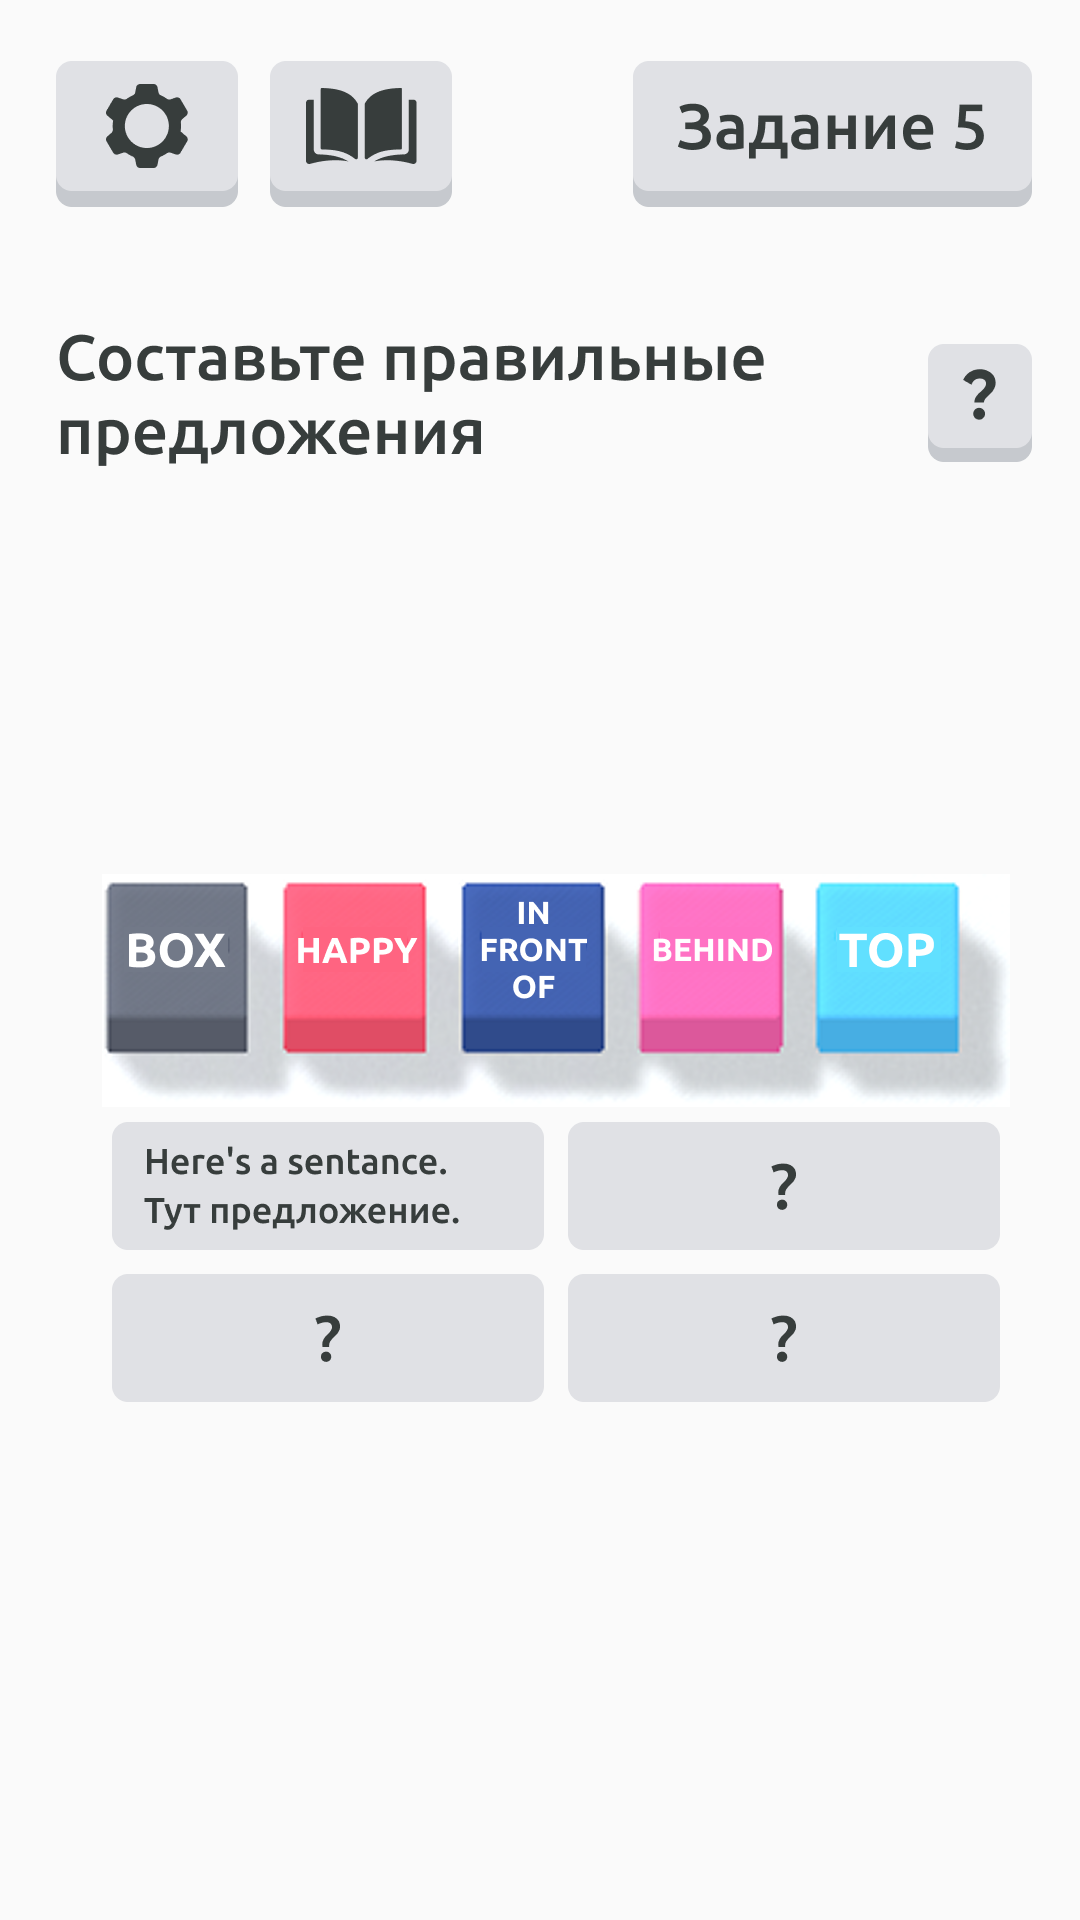 Задание 5
Составьте правильные
предложения
?
BOX
HAPPY
IN
FRONT
OF
BEHIND
TOP
Here's a sentance.
Тут предложение.
?
?
?